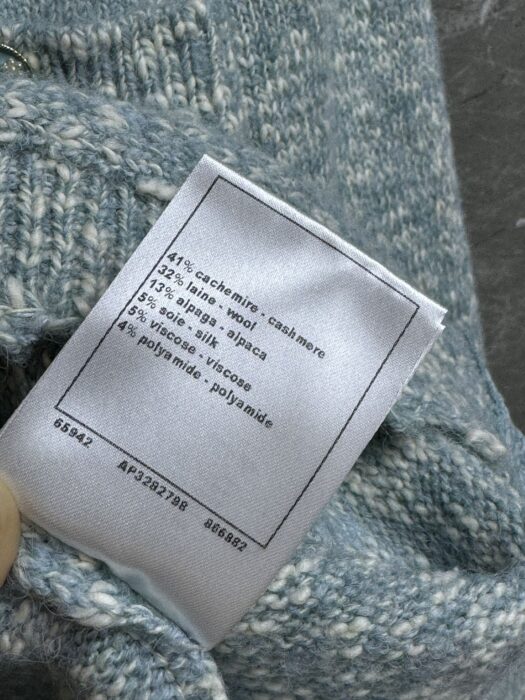 41% cachemire - cashmere
32% laine - wool
13% alpaga - alpaca
5% soie - silk
5% viscose - viscose
4% polyamide - polyamide
65942 AP328279B 866882